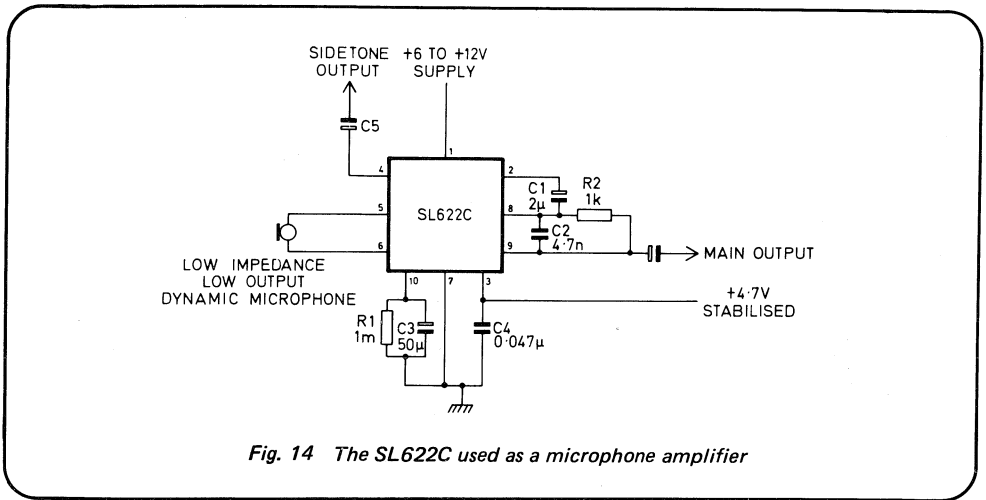 SIDETONE OUTPUT
+6 TO +12V SUPPLY
C5
1
4
2
5
SL622C
8
6
9
10
7
3
C1
2μ
R2
1k
C2
4·7n
MAIN OUTPUT
LOW IMPEDANCE
LOW OUTPUT
DYNAMIC MICROPHONE
+4·7V
STABILISED
R1
1m
C3
50μ
C4
0·047μ
Fig. 14 The SL622C used as a microphone amplifier